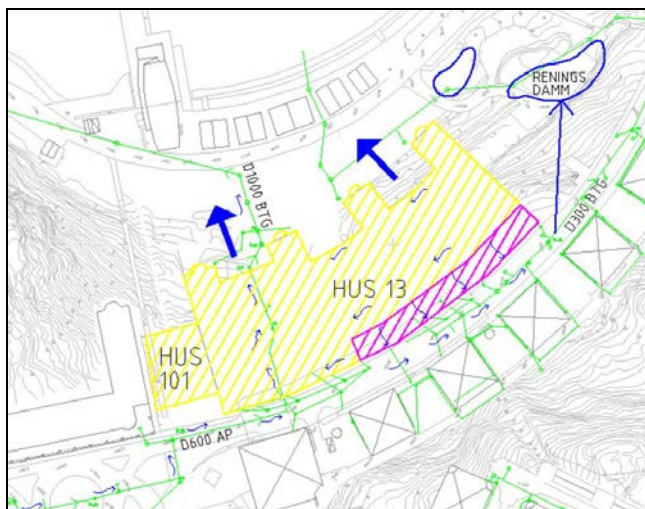 RENINGS
DAMM
D1000 BTG
D300 BTG
HUS 13
HUS
101
D600 AP